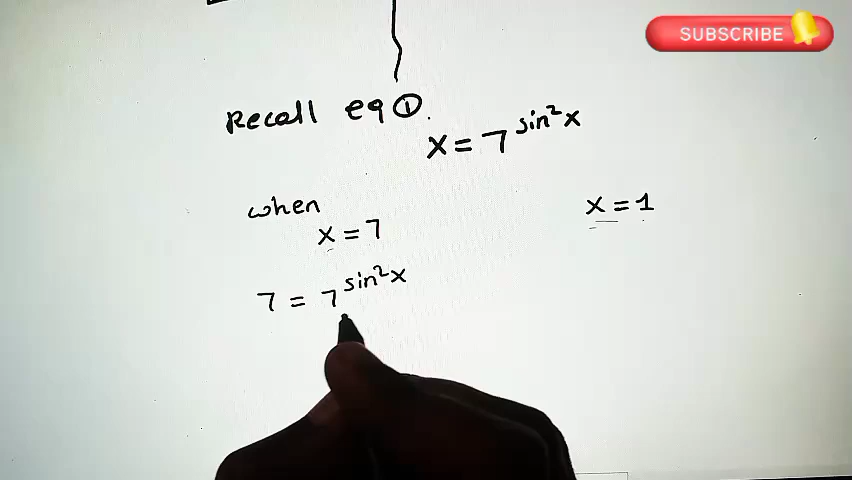 SUBSCRIBE
Recall eq ①.
x = 7^sin²x
when
x = 7
x = 1
7 = 7^sin²x